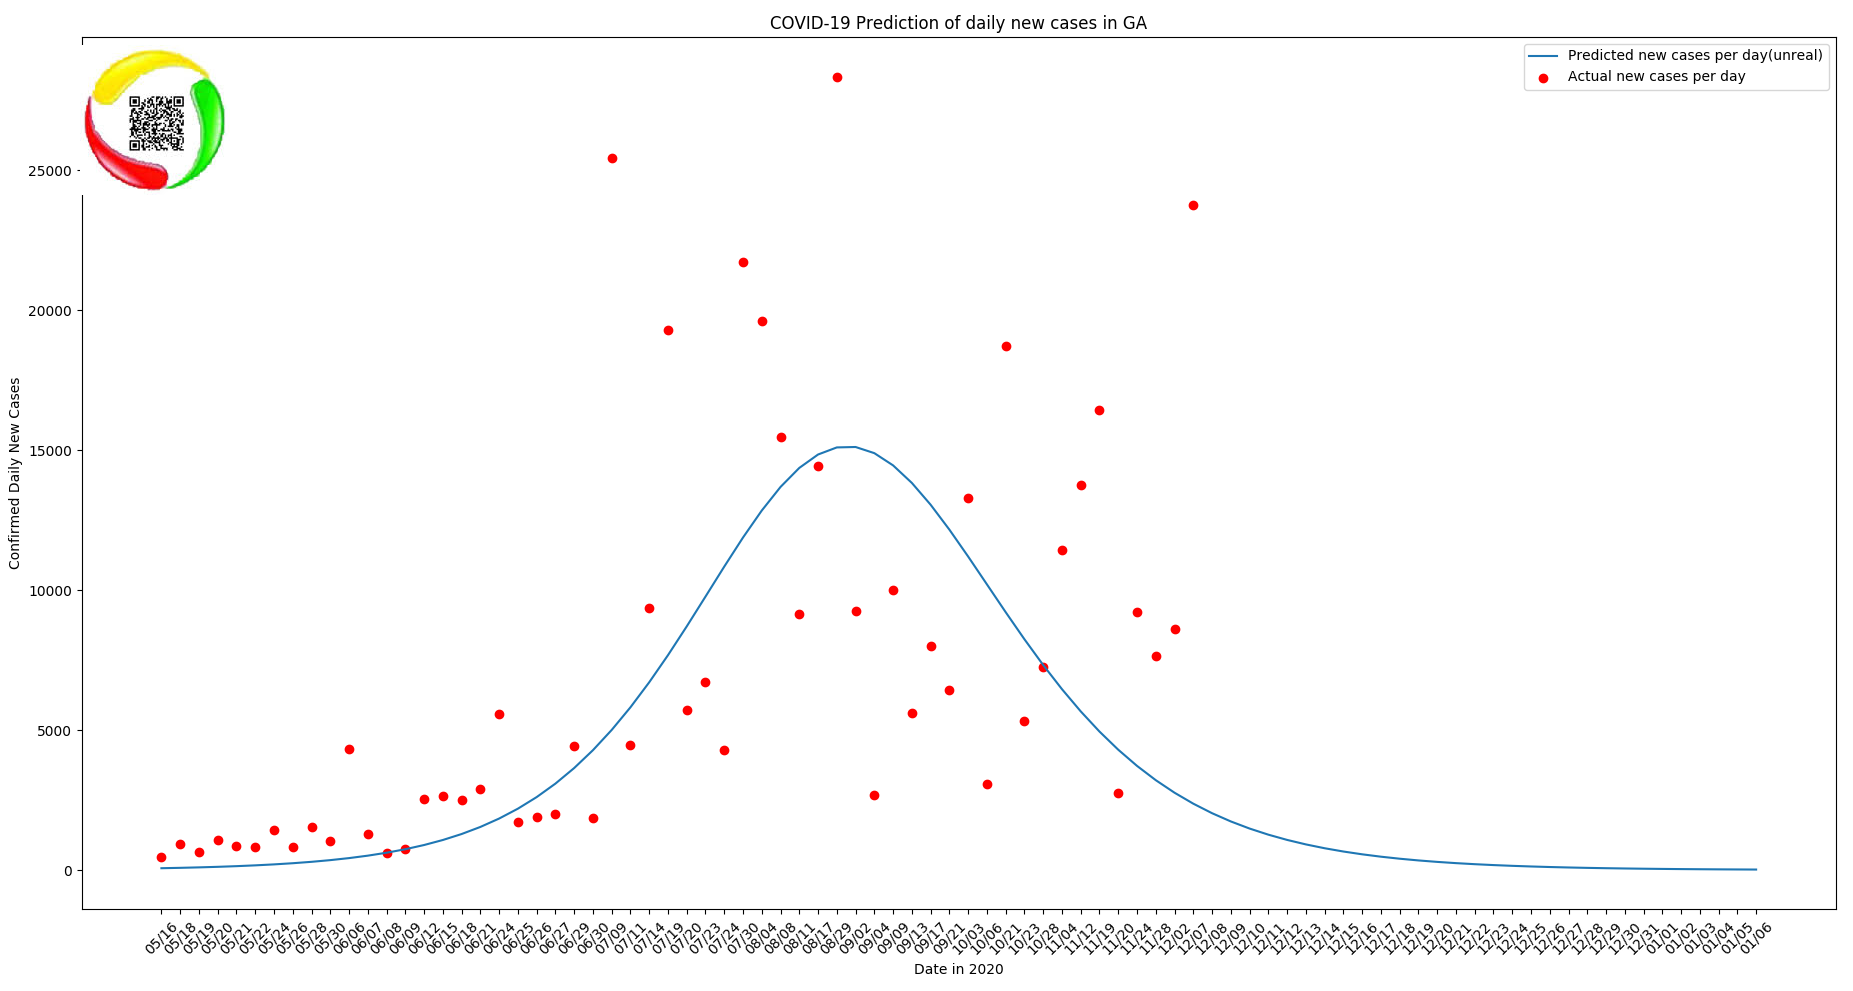 COVID-19 Prediction of daily new cases in GA
Predicted new cases per day(unreal)
Actual new cases per day
Confirmed Daily New Cases
25000
20000
15000
10000
5000
0
05/16 05/18 05/19 05/20 05/21 05/22 05/24 05/26 05/28 05/30 06/06 06/07 06/08 06/09 06/12 06/15 06/18 06/21 06/24 06/25 06/26 06/27 06/29 06/30 07/09 07/11 07/14 07/19 07/20 07/23 07/24 07/30 08/04 08/08 08/11 08/17 08/29 09/02 09/04 09/09 09/13 09/17 09/21 10/03 10/06 10/21 10/23 10/28 11/04 11/12 11/19 11/20 11/24 11/28 12/02 12/07 12/08 12/09 12/10 12/11 12/12 12/13 12/14 12/15 12/16 12/17 12/18 12/19 12/20 12/21 12/22 12/23 12/24 12/25 12/26 12/27 12/28 12/29 12/30 12/31 01/01 01/02 01/03 01/04 01/05 01/06
Date in 2020